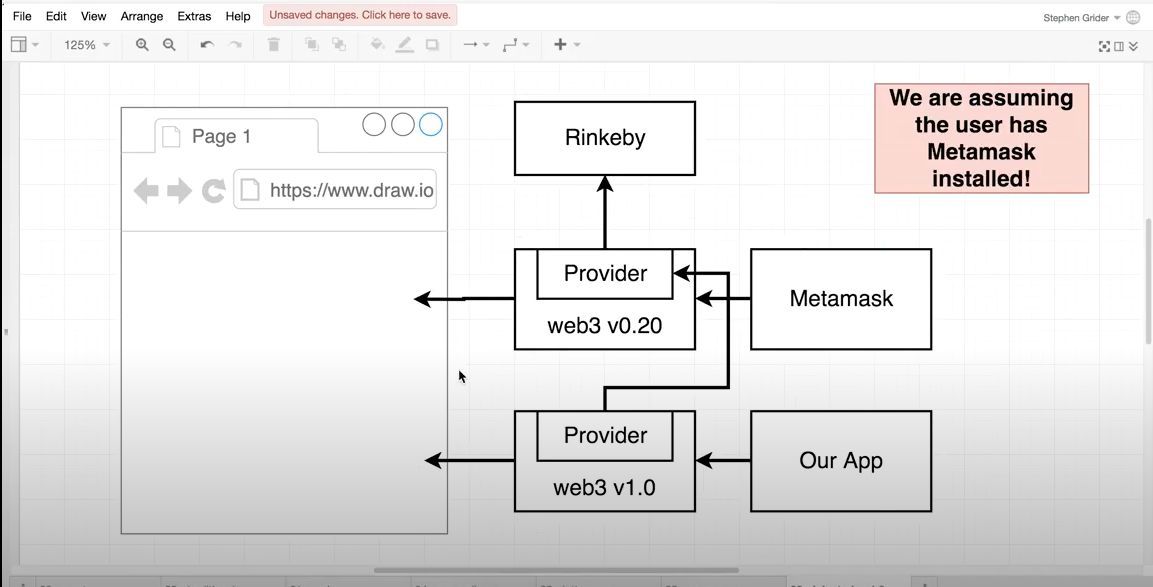 File Edit View Arrange Extras Help Unsaved changes. Click here to save. Stephen Grider
125%
We are assuming
the user has
Metamask
installed!
Page 1
https://www.draw.io
Rinkeby
Provider
web3 v0.20
Metamask
Provider
web3 v1.0
Our App